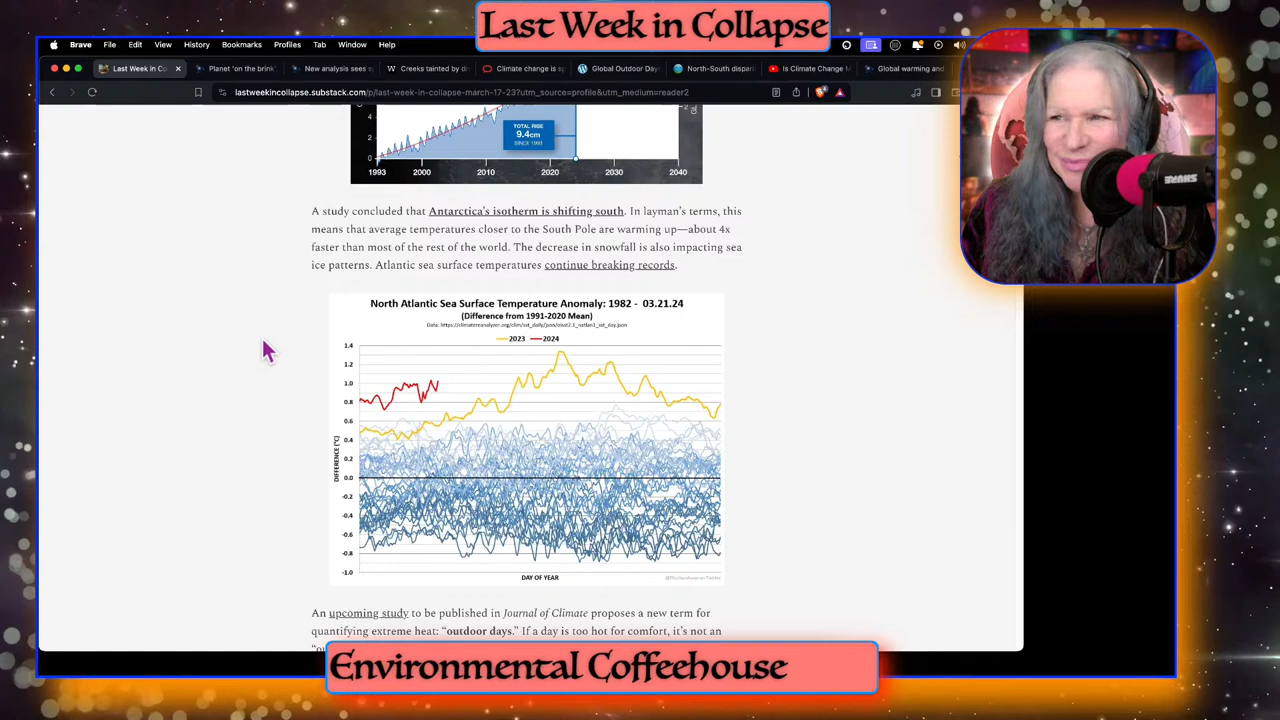 Last Week in Collapse
Brave File Edit View History Bookmarks Profiles Tab Window Help
Last Week in Co
Planet 'on the brink'
New analysis sees
Creeks tainted by
Climate change is
Global Outdoor Day
North-South dispari
Is Climate Change
Global warming and
lastweekincollapse.substack.com/p/last-week-in-collapse-march-17-23?utm_source=profile&utm_medium=reader2
4
2
0
TOTAL RISE
9.4cm
SINCE 1993
1993 2000 2010 2020 2030 2040
A study concluded that Antarctica's isotherm is shifting south. In layman's terms, this
means that average temperatures closer to the South Pole are warming up—about 4x
faster than most of the rest of the world. The decrease in snowfall is also impacting sea
ice patterns. Atlantic sea surface temperatures continue breaking records.
North Atlantic Sea Surface Temperature Anomaly: 1982 - 03.21.24
(Difference from 1991-2020 Mean)
2023 2024
1.4
1.2
1.0
0.8
0.6
0.4
0.2
0.0
-0.2
-0.4
-0.6
-0.8
-1.0
DIFFERENCE (°C)
DAY OF YEAR
An upcoming study to be published in Journal of Climate proposes a new term for
quantifying extreme heat: "outdoor days." If a day is too hot for comfort, it's not an
SHURE
Environmental Coffeehouse